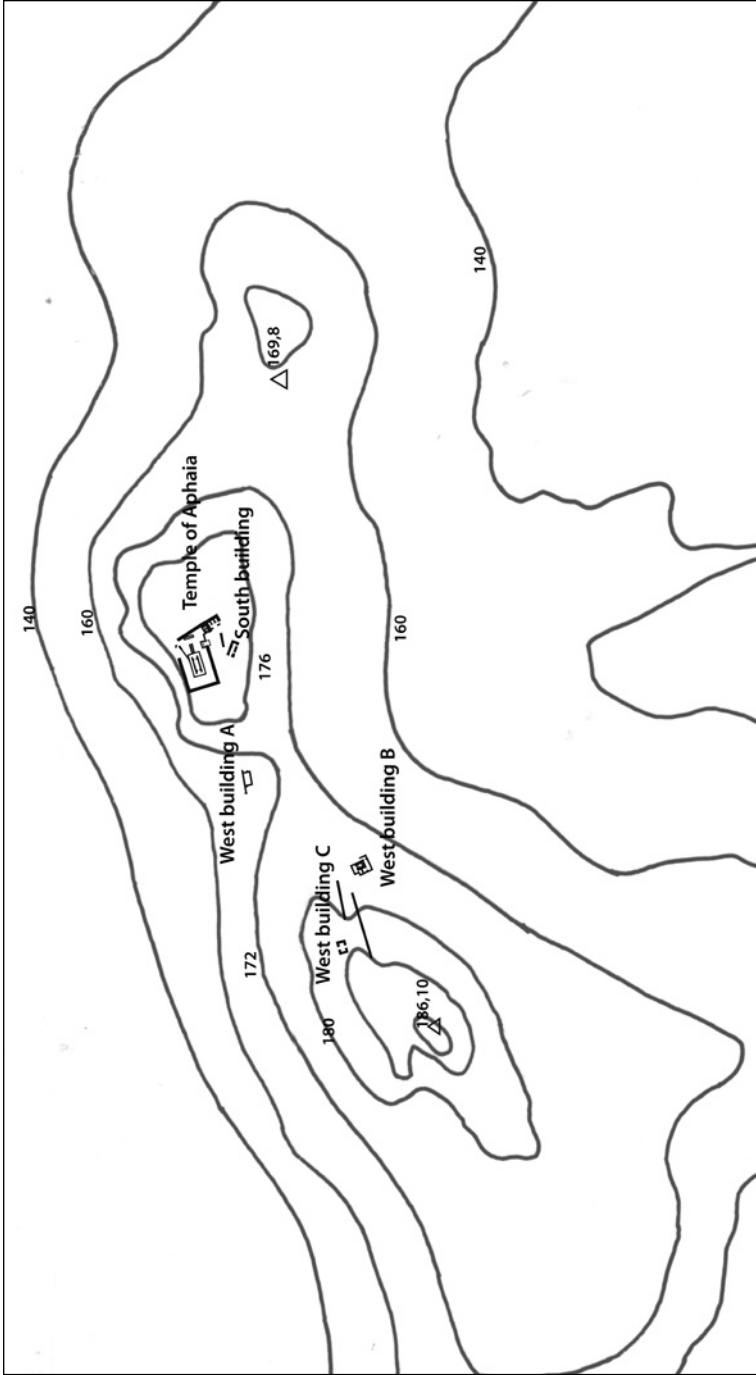 140
160
Temple of Aphaia
West building A
South building
172
176
169,8
West building C
180
West building B
160
186,10
140